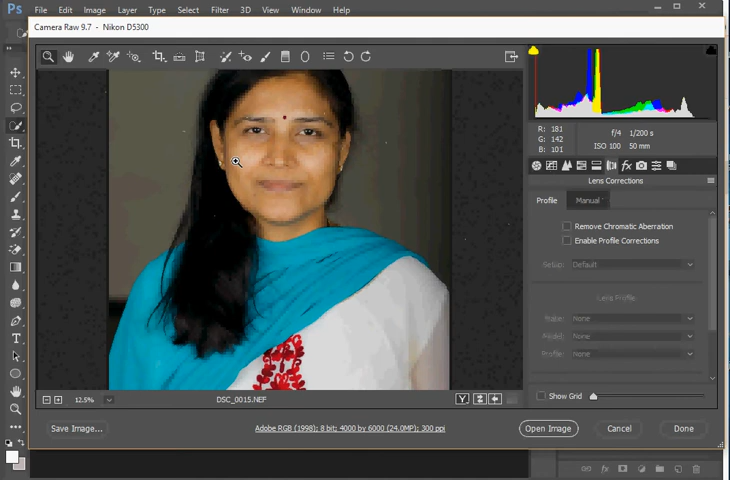 Ps File Edit Image Layer Type Select Filter 3D View Window Help
Camera Raw 9.7 - Nikon D5300
R: 181
G: 142
B: 101
f/4 1/200 s
ISO 100 50 mm
Lens Corrections
Profile Manual
Remove Chromatic Aberration
Enable Profile Corrections
Setup: Default
Lens Profile
Make: None
Model: None
Profile: None
12.5% DSC_0015.NEF Y
Show Grid
Save Image... Adobe RGB (1998); 8 bit; 4000 by 6000 (24.0MP); 300 ppi Open Image Cancel Done